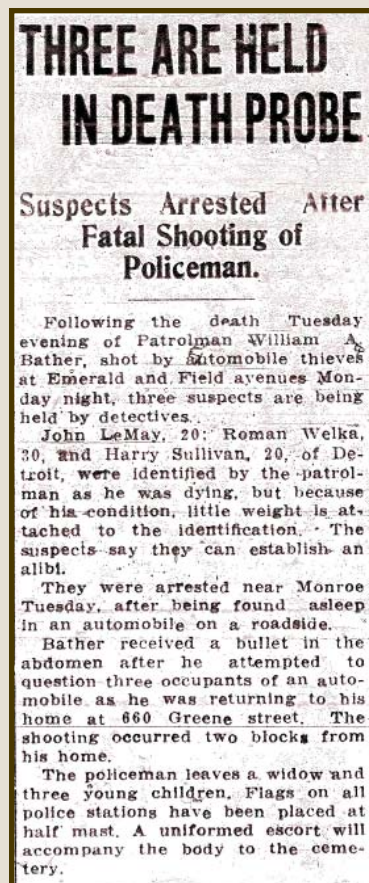 THREE ARE HELD
IN DEATH PROBE
Suspects Arrested After
Fatal Shooting of
Policeman.
Following the death Tuesday
evening of Patrolman William A.
Bather, shot by automobile thieves
at Emerald and Field avenues Mon-
day night, three suspects are being
held by detectives.
John LeMay, 20; Roman Welka,
30, and Harry Sullivan, 20, of De-
troit, were identified by the patrol-
man as he was dying, but because
of his condition, little weight is at-
tached to the identification. The
suspects say they can establish an
alibi.
They were arrested near Monroe
Tuesday, after being found asleep
in an automobile on a roadside.
Bather received a bullet in the
abdomen after he attempted to
question three occupants of an auto-
mobile as he was returning to his
home at 660 Greene street. The
shooting occurred two blocks from
his home.
The policeman leaves a widow and
three young children. Flags on all
police stations have been placed at
half mast. A uniformed escort will
accompany the body to the ceme-
tery.